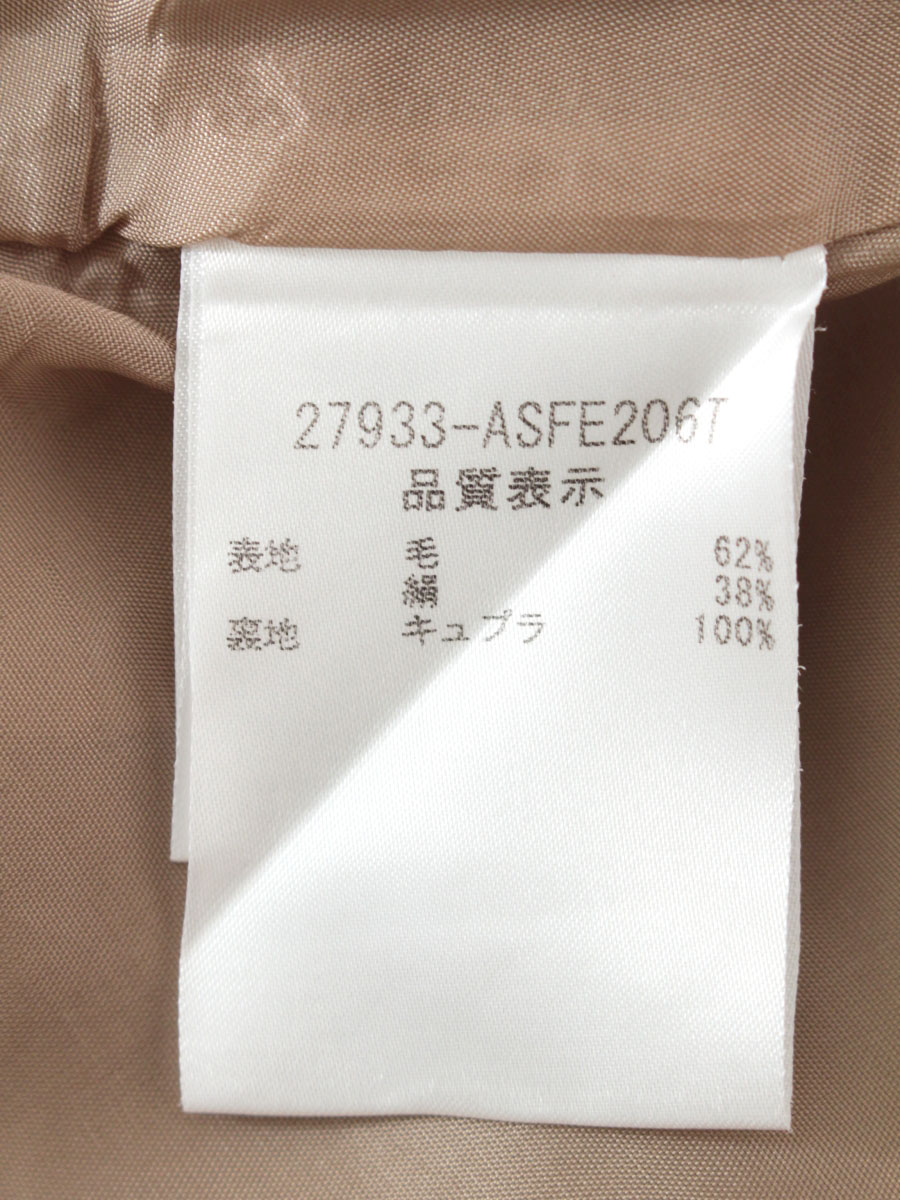 27933-ASFE206T
品質表示
表地 毛 62%
絹 38%
裏地 キュプラ 100%